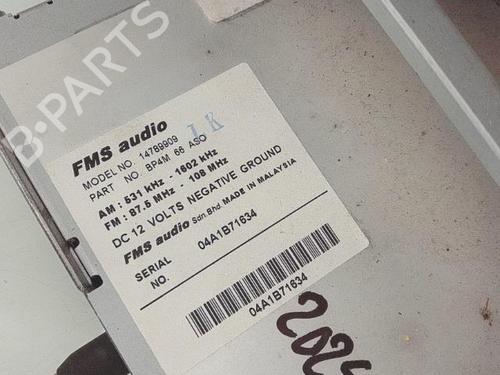 B-PARTS
FMS audio
MODEL NO. 14789909
PART NO. BP4M 66 ASO
JK
AM : 531 kHz - 1602 kHz
FM : 87.5 MHz - 108 MHz
DC 12 VOLTS NEGATIVE GROUND
FMS audio Sdn Bhd MADE IN MALAYSIA
SERIAL
NO.
04A1B71634
04A1B71634